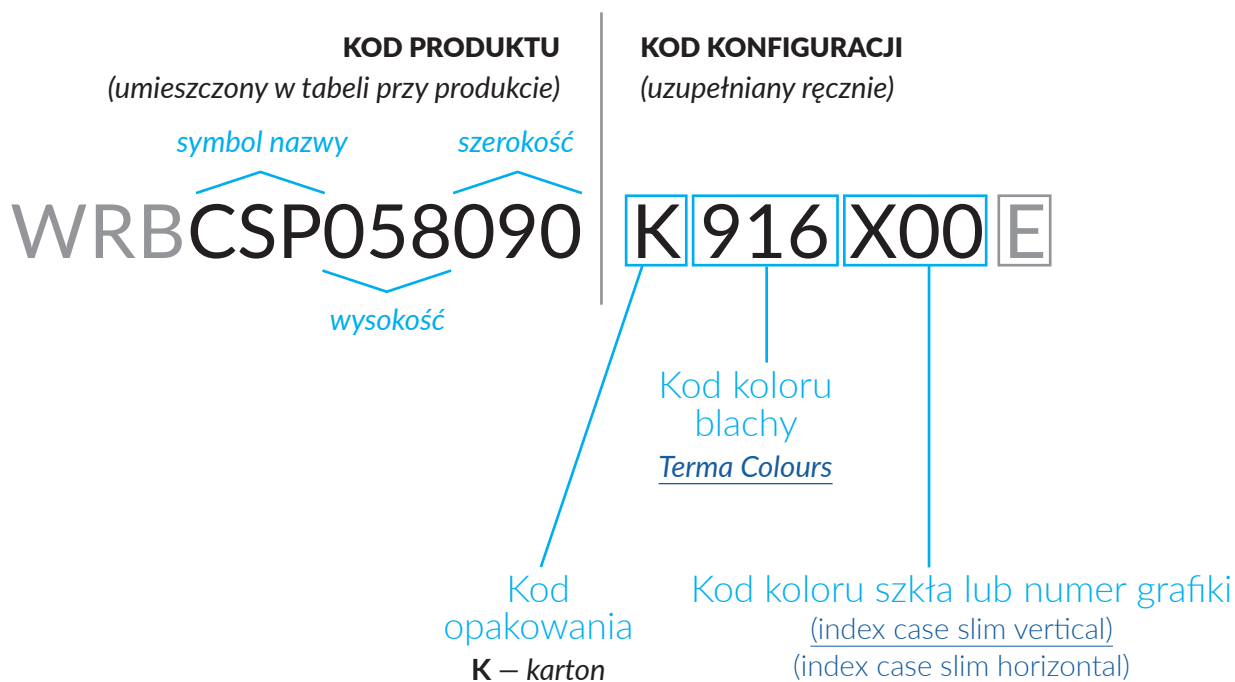 KOD PRODUKTU
(umieszczony w tabeli przy produkcie)
KOD KONFIGURACJI
(uzupełniany ręcznie)
symbol nazwy
szerokość
WRBCSP058090 K 916 X00 E
wysokość
Kod koloru
blachy
Terma Colours
Kod
opakowania
K – karton
Kod koloru szkła lub numer grafiki
(index case slim vertical)
(index case slim horizontal)